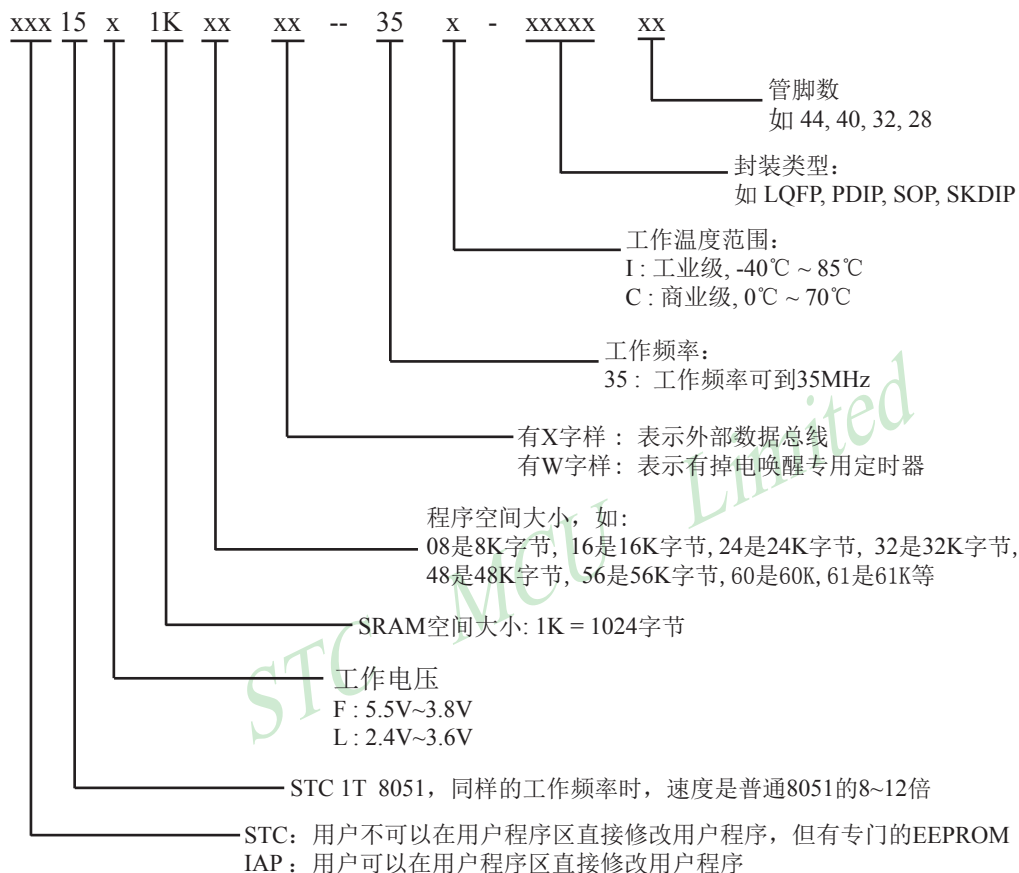 xxx 15 x 1K xx xx -- 35 x - xxxxx xx
管脚数
如 44, 40, 32, 28
封装类型：
如 LQFP, PDIP, SOP, SKDIP
工作温度范围：
I : 工业级, -40℃ ~ 85℃
C : 商业级, 0℃ ~ 70℃
工作频率：
35 : 工作频率可到35MHz
有X字样 : 表示外部数据总线
有W字样 : 表示有掉电唤醒专用定时器
程序空间大小，如：
08是8K字节, 16是16K字节, 24是24K字节, 32是32K字节,
48是48K字节, 56是56K字节, 60是60K, 61是61K等
SRAM空间大小: 1K = 1024字节
工作电压
F : 5.5V~3.8V
L : 2.4V~3.6V
STC 1T 8051，同样的工作频率时，速度是普通8051的8~12倍
STC：用户不可以在用户程序区直接修改用户程序，但有专门的EEPROM
IAP：用户可以在用户程序区直接修改用户程序
STC MCU Limited